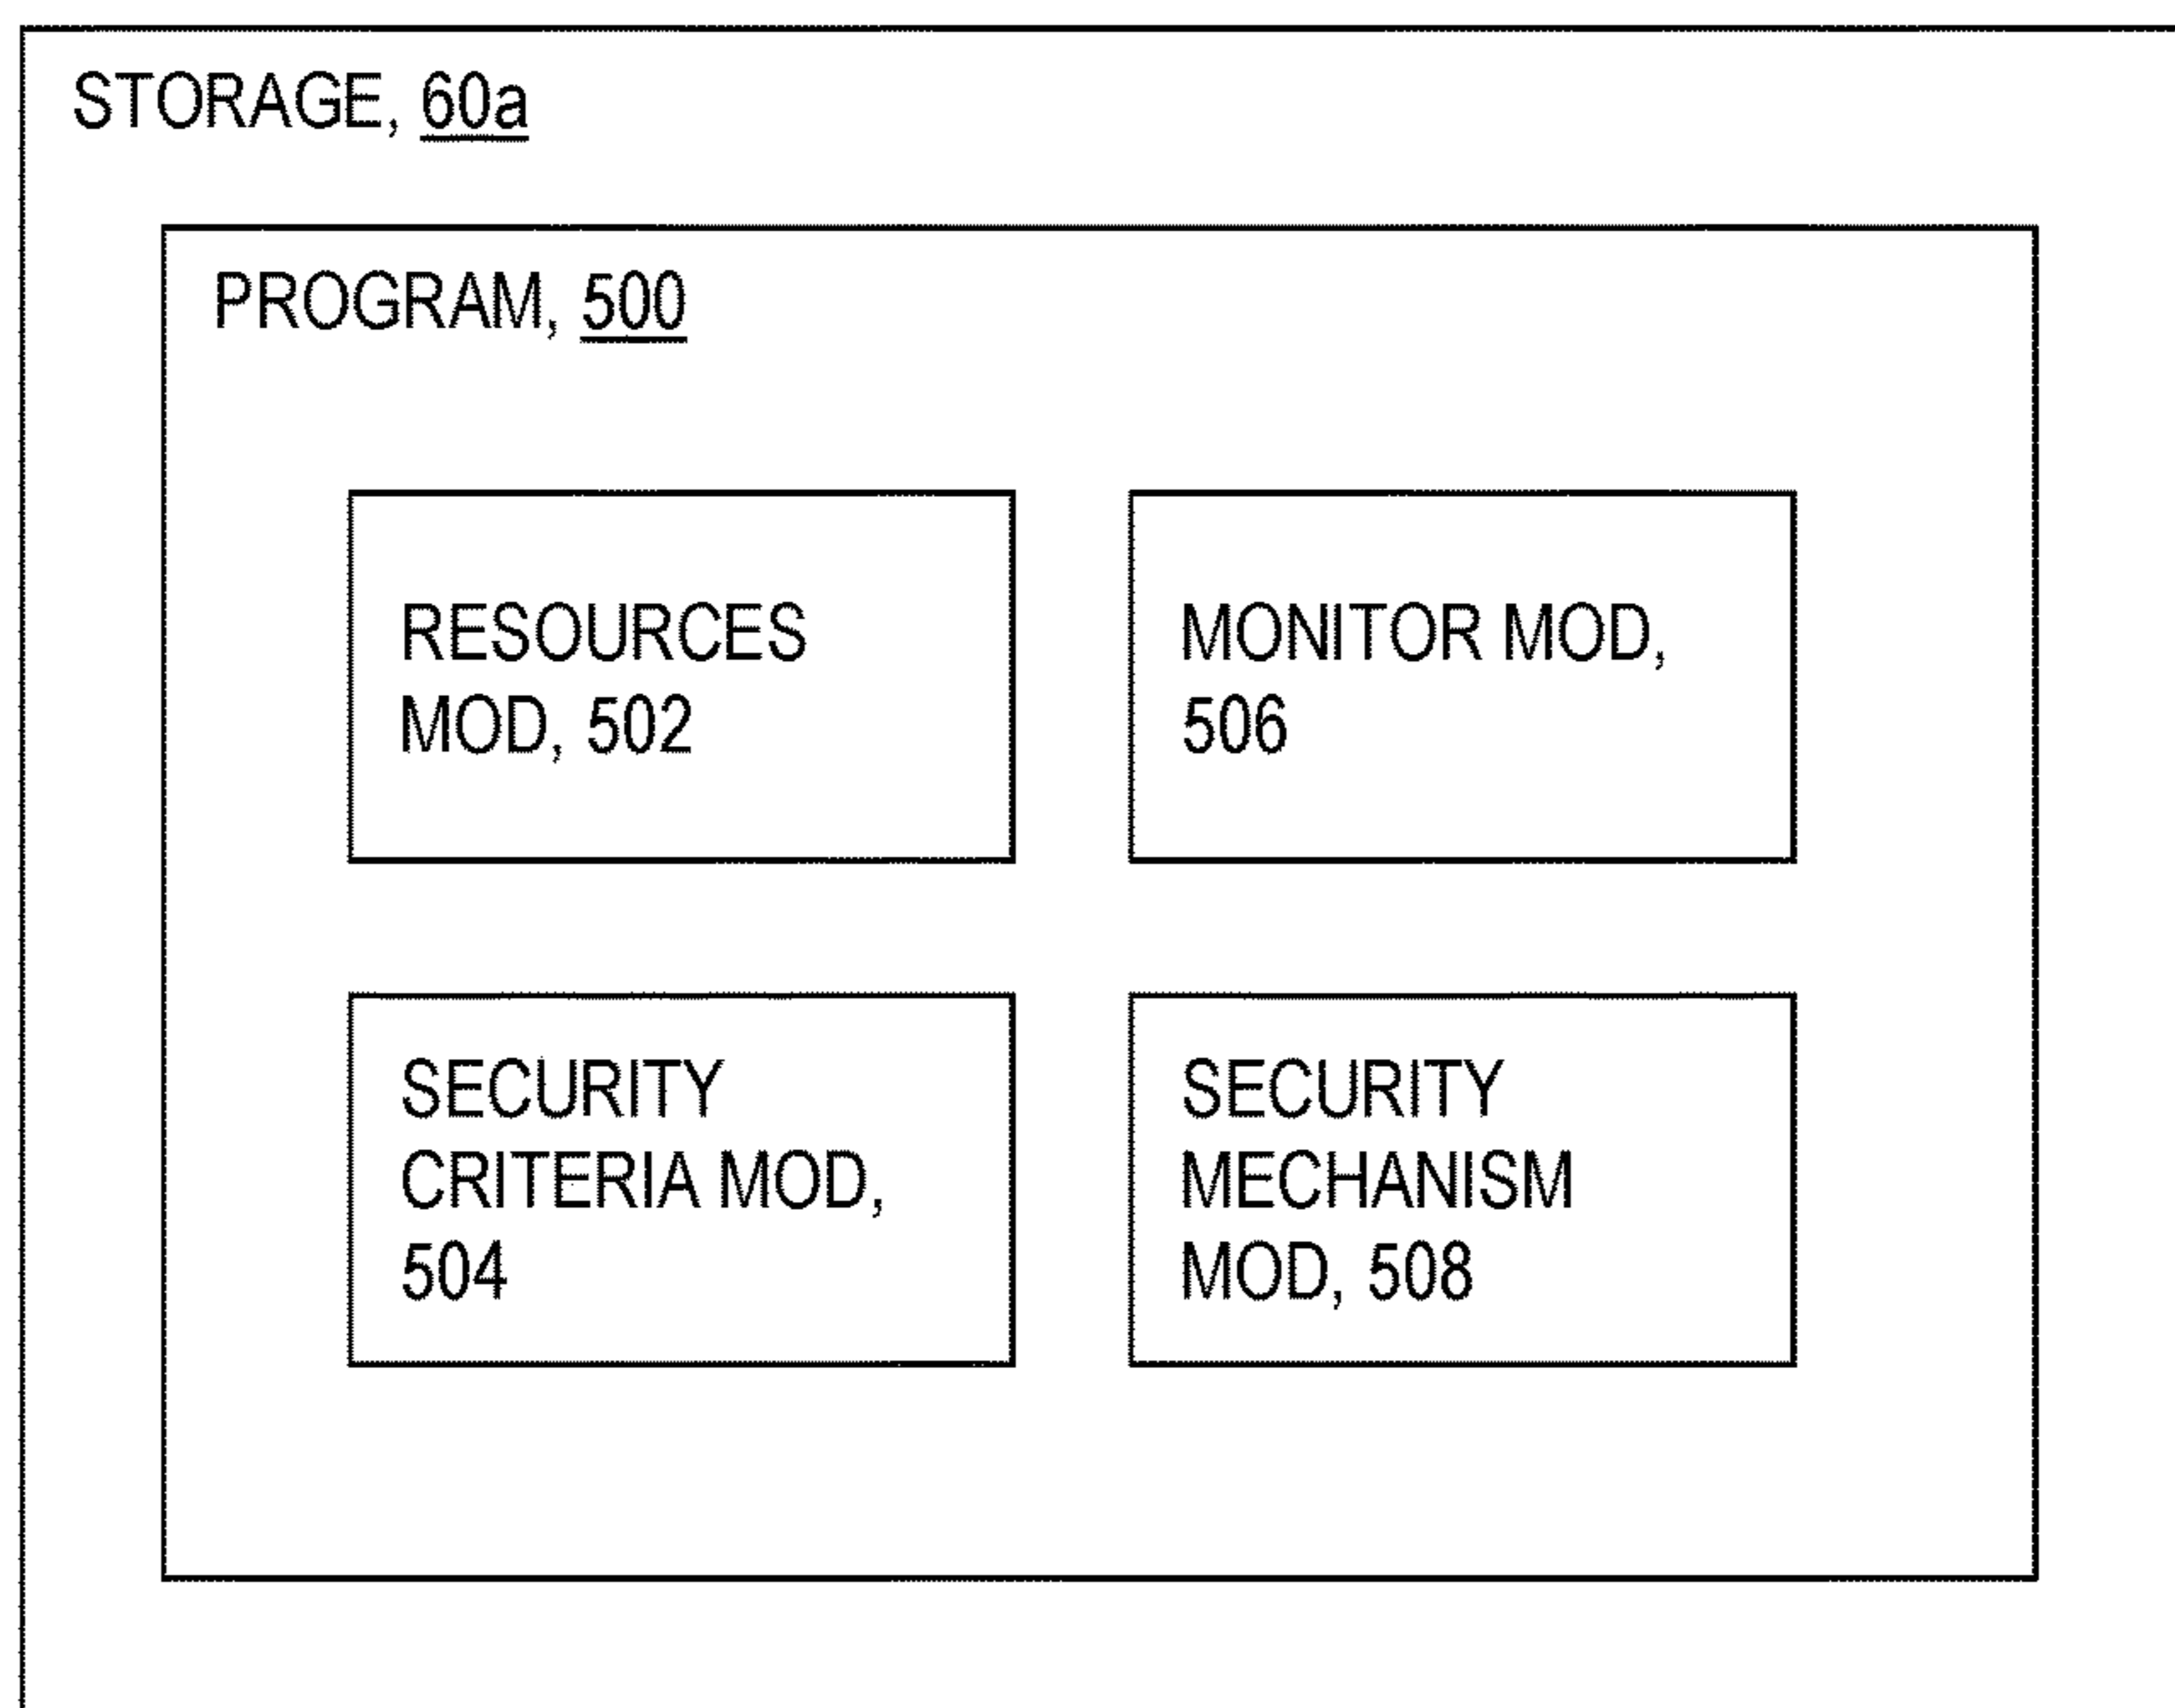 STORAGE, 60a
PROGRAM, 500
RESOURCES
MOD, 502
MONITOR MOD,
506
SECURITY
CRITERIA MOD,
504
SECURITY
MECHANISM
MOD, 508